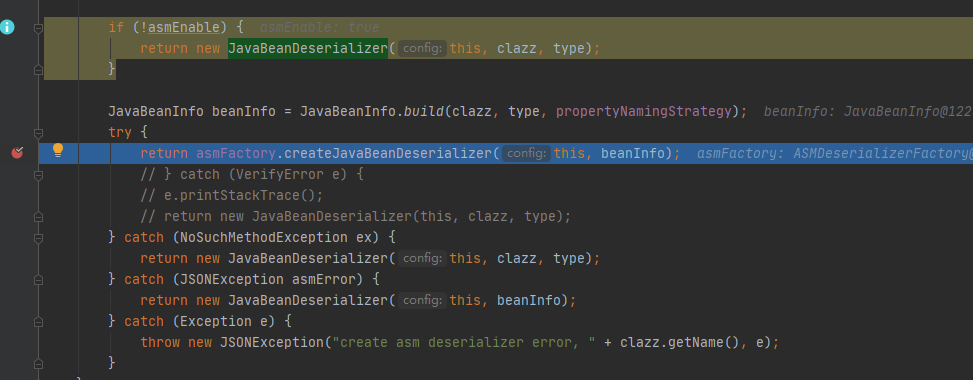 if (!asmEnable) {  asmEnable: true
return new JavaBeanDeserializer( config: this, clazz, type);
}
JavaBeanInfo beanInfo = JavaBeanInfo.build(clazz, type, propertyNamingStrategy);  beanInfo: JavaBeanInfo@122
try {
return asmFactory.createJavaBeanDeserializer( config: this, beanInfo);  asmFactory: ASMDeserializerFactory@
// } catch (VerifyError e) {
// e.printStackTrace();
// return new JavaBeanDeserializer(this, clazz, type);
} catch (NoSuchMethodException ex) {
return new JavaBeanDeserializer( config: this, clazz, type);
} catch (JSONException asmError) {
return new JavaBeanDeserializer( config: this, beanInfo);
} catch (Exception e) {
throw new JSONException("create asm deserializer error, " + clazz.getName(), e);
}